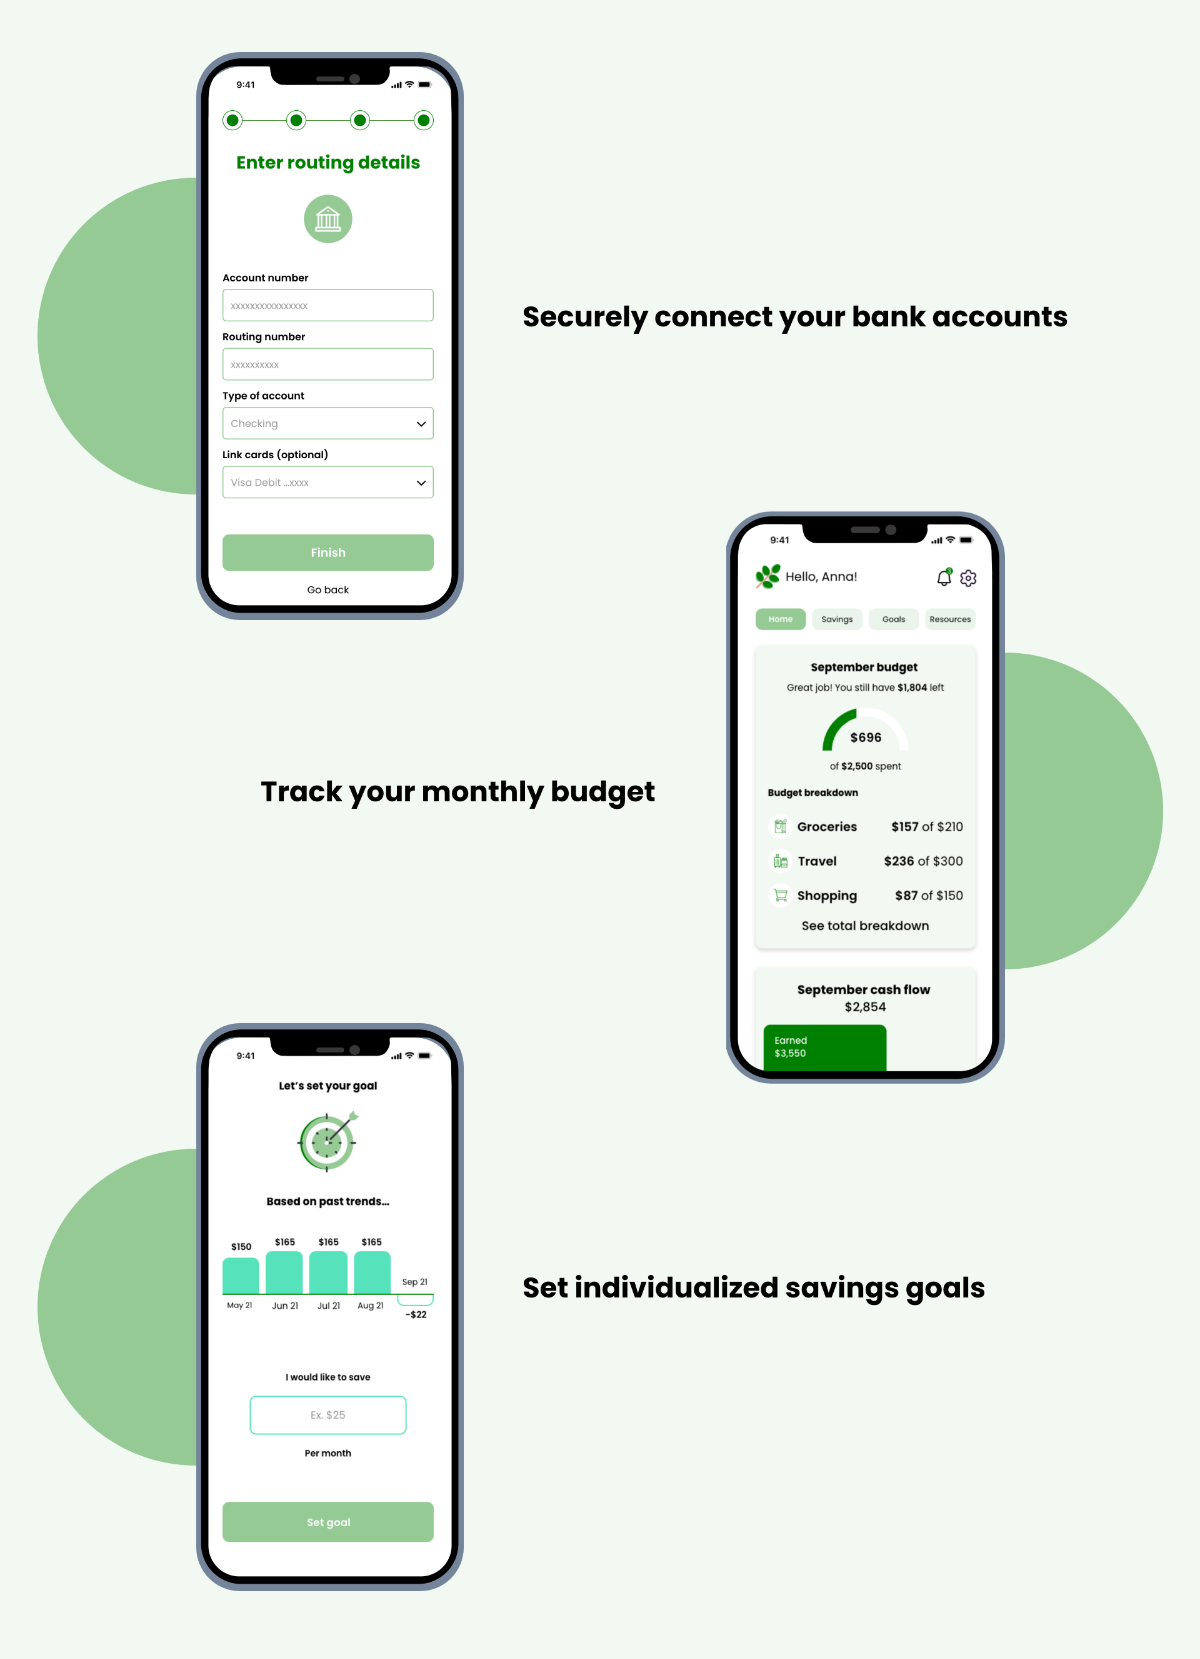 9:41
Enter routing details
Account number
xxxxxxxxxxxxxxxx
Routing number
xxxxxxxxxx
Type of account
Checking
Link cards (optional)
Visa Debit ...xxxx
Finish
Go back
Securely connect your bank accounts
9:41
Hello, Anna!
Home Savings Goals Resources
September budget
Great job! You still have $1,804 left
$696
of $2,500 spent
Budget breakdown
Groceries $157 of $210
Travel $236 of $300
Shopping $87 of $150
See total breakdown
September cash flow
$2,854
Earned
$3,550
Track your monthly budget
9:41
Let's set your goal
Based on past trends...
$150 $165 $165 $165
Sep 21
May 21 Jun 21 Jul 21 Aug 21
-$22
I would like to save
Ex. $25
Per month
Set goal
Set individualized savings goals